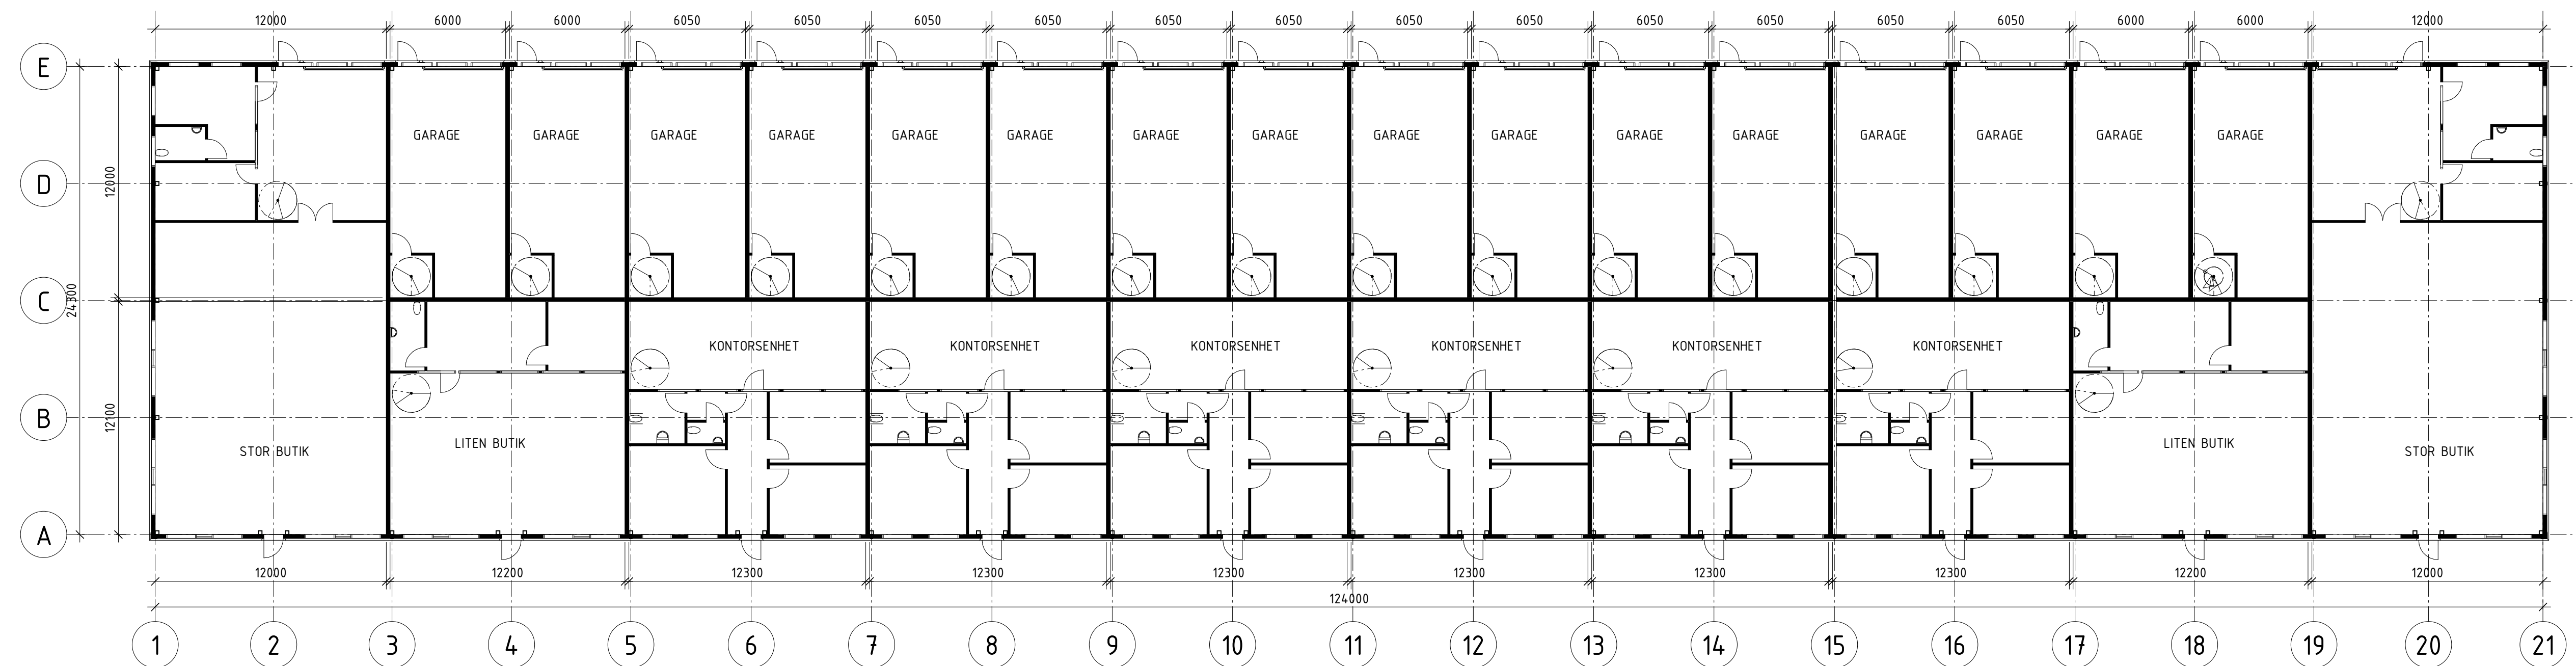 12000 6000 6000 6050 6050 6050 6050 6050 6050 6050 6050 6050 6050 6050 6050 6000 6000 12000
E
GARAGE GARAGE GARAGE GARAGE GARAGE GARAGE GARAGE GARAGE GARAGE GARAGE GARAGE GARAGE GARAGE GARAGE GARAGE GARAGE
D
12000
C
24300
KONTORSENHET KONTORSENHET KONTORSENHET KONTORSENHET KONTORSENHET KONTORSENHET
B
12100
LITEN BUTIK LITEN BUTIK
STOR BUTIK STOR BUTIK
A
12000 12200 12300 12300 12300 12300 12300 12300 12200 12000
124000
1 2 3 4 5 6 7 8 9 10 11 12 13 14 15 16 17 18 19 20 21